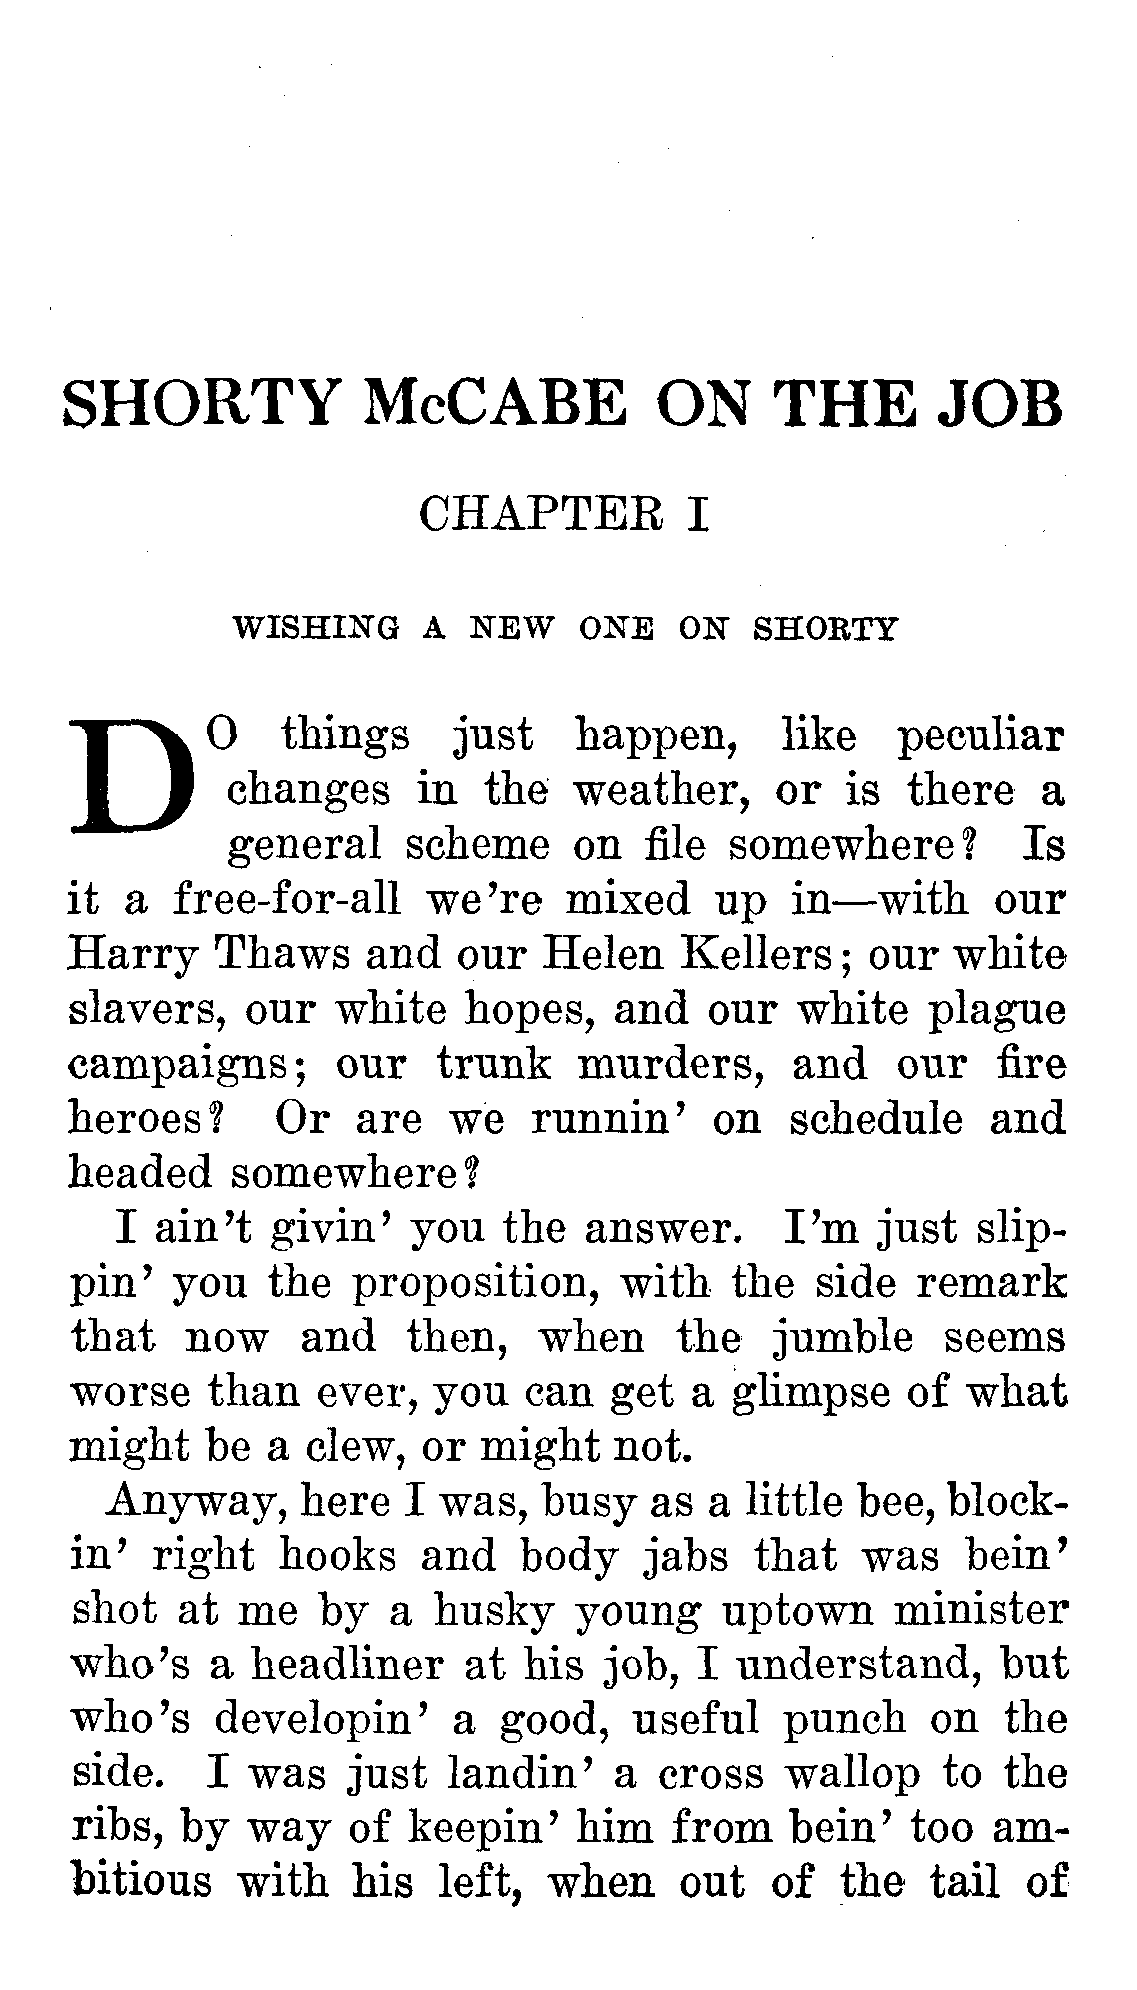 SHORTY McCABE ON THE JOB
CHAPTER I
WISHING A NEW ONE ON SHORTY
DO things just happen, like peculiar
changes in the weather, or is there a
general scheme on file somewhere? Is
it a free-for-all we're mixed up in—with our
Harry Thaws and our Helen Kellers; our white
slavers, our white hopes, and our white plague
campaigns; our trunk murders, and our fire
heroes? Or are we runnin' on schedule and
headed somewhere?
I ain't givin' you the answer. I'm just slip-
pin' you the proposition, with the side remark
that now and then, when the jumble seems
worse than ever, you can get a glimpse of what
might be a clew, or might not.
Anyway, here I was, busy as a little bee, block-
in' right hooks and body jabs that was bein'
shot at me by a husky young uptown minister
who's a headliner at his job, I understand, but
who's developin' a good, useful punch on the
side. I was just landin' a cross wallop to the
ribs, by way of keepin' him from bein' too am-
bitious with his left, when out of the tail of